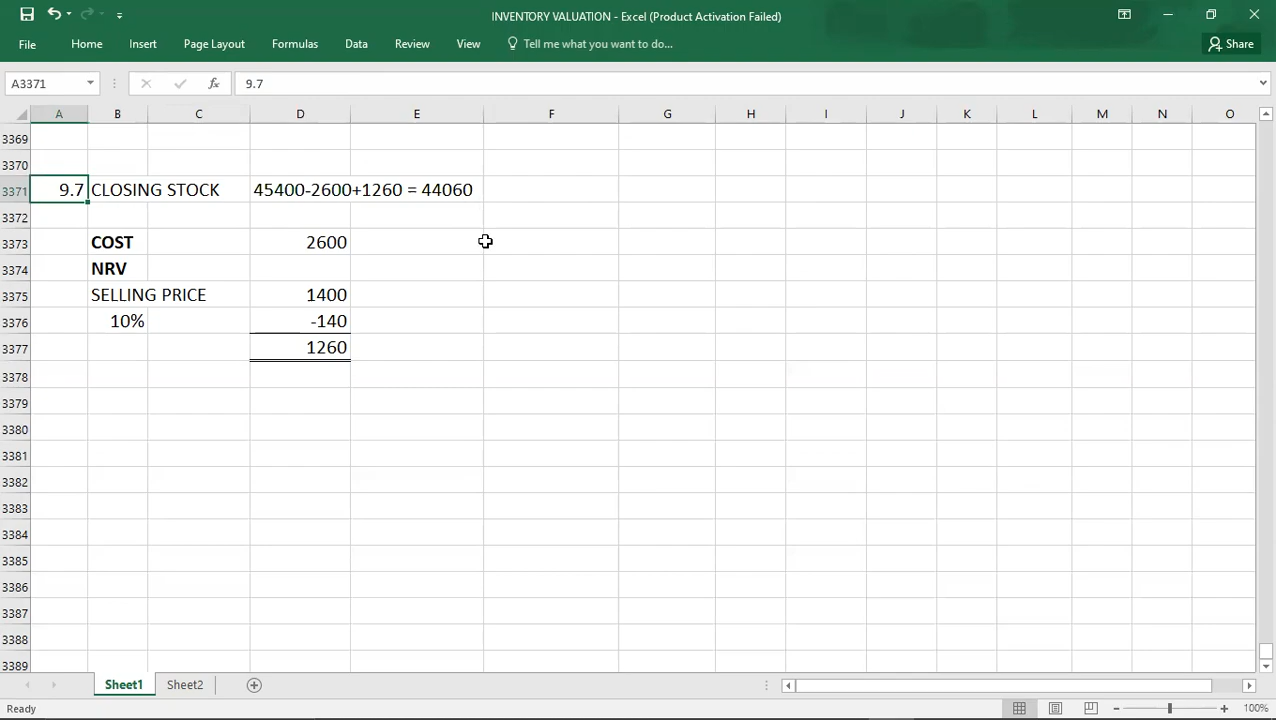 INVENTORY VALUATION - Excel (Product Activation Failed)
File Home Insert Page Layout Formulas Data Review View Tell me what you want to do... Share
A3371 fx 9.7
A B C D E F G H I J K L M N O
3369
3370
3371 9.7 CLOSING STOCK 45400-2600+1260 = 44060
3372
3373 COST 2600
3374 NRV
3375 SELLING PRICE 1400
3376 10% -140
3377 1260
3378
3379
3380
3381
3382
3383
3384
3385
3386
3387
3388
3389
Sheet1 Sheet2
Ready 100%